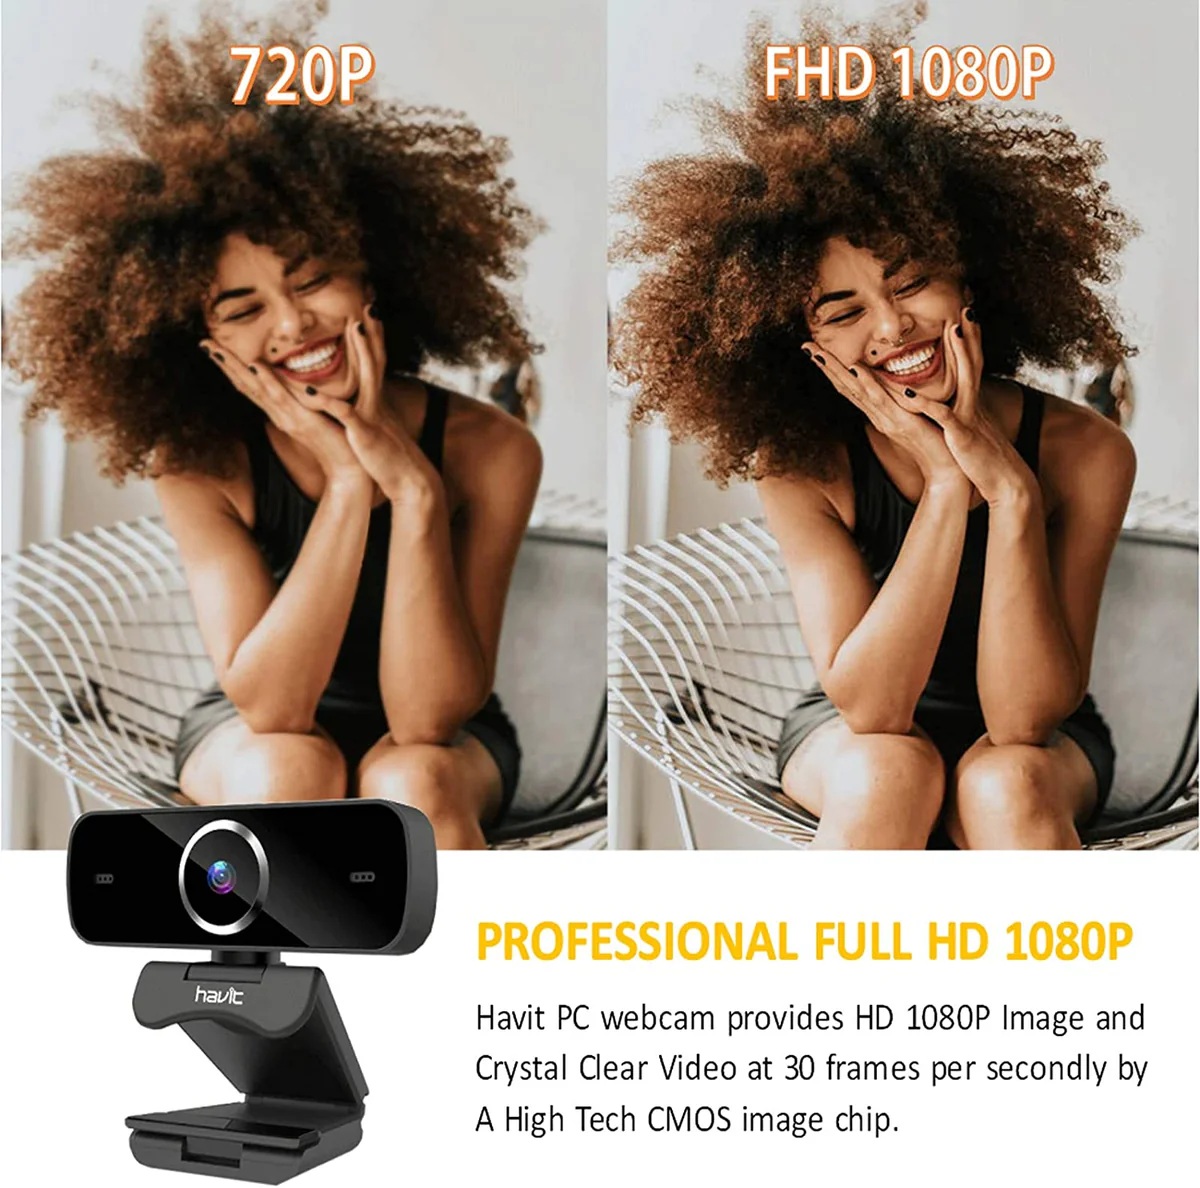 720P
FHD 1080P
havit
PROFESSIONAL FULL HD 1080P
Havit PC webcam provides HD 1080P Image and
Crystal Clear Video at 30 frames per secondly by
A High Tech CMOS image chip.